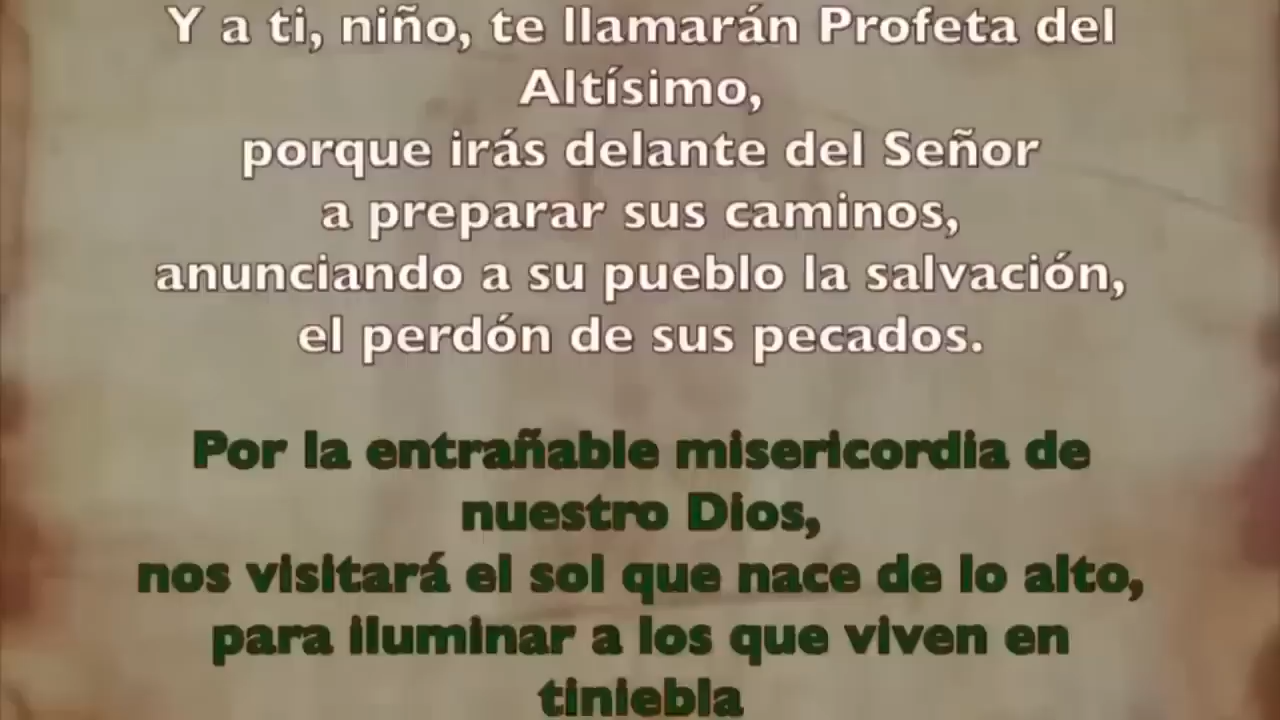 Y a ti, niño, te llamarán Profeta del
Altísimo,
porque irás delante del Señor
a preparar sus caminos,
anunciando a su pueblo la salvación,
el perdón de sus pecados.
Por la entrañable misericordia de
nuestro Dios,
nos visitará el sol que nace de lo alto,
para iluminar a los que viven en
tiniebla